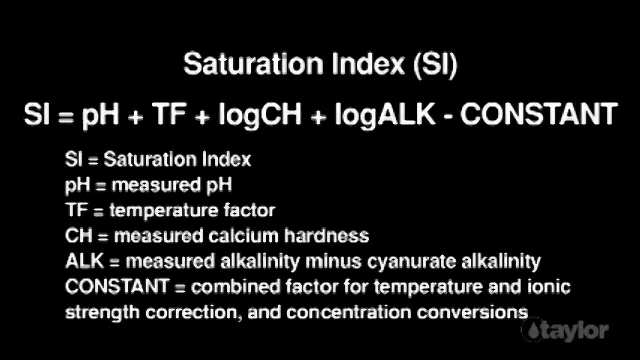 Saturation Index (SI)
SI = pH + TF + logCH + logALK - CONSTANT
SI = Saturation Index
pH = measured pH
TF = temperature factor
CH = measured calcium hardness
ALK = measured alkalinity minus cyanurate alkalinity
CONSTANT = combined factor for temperature and ionic
strength correction, and concentration conversions
taylor